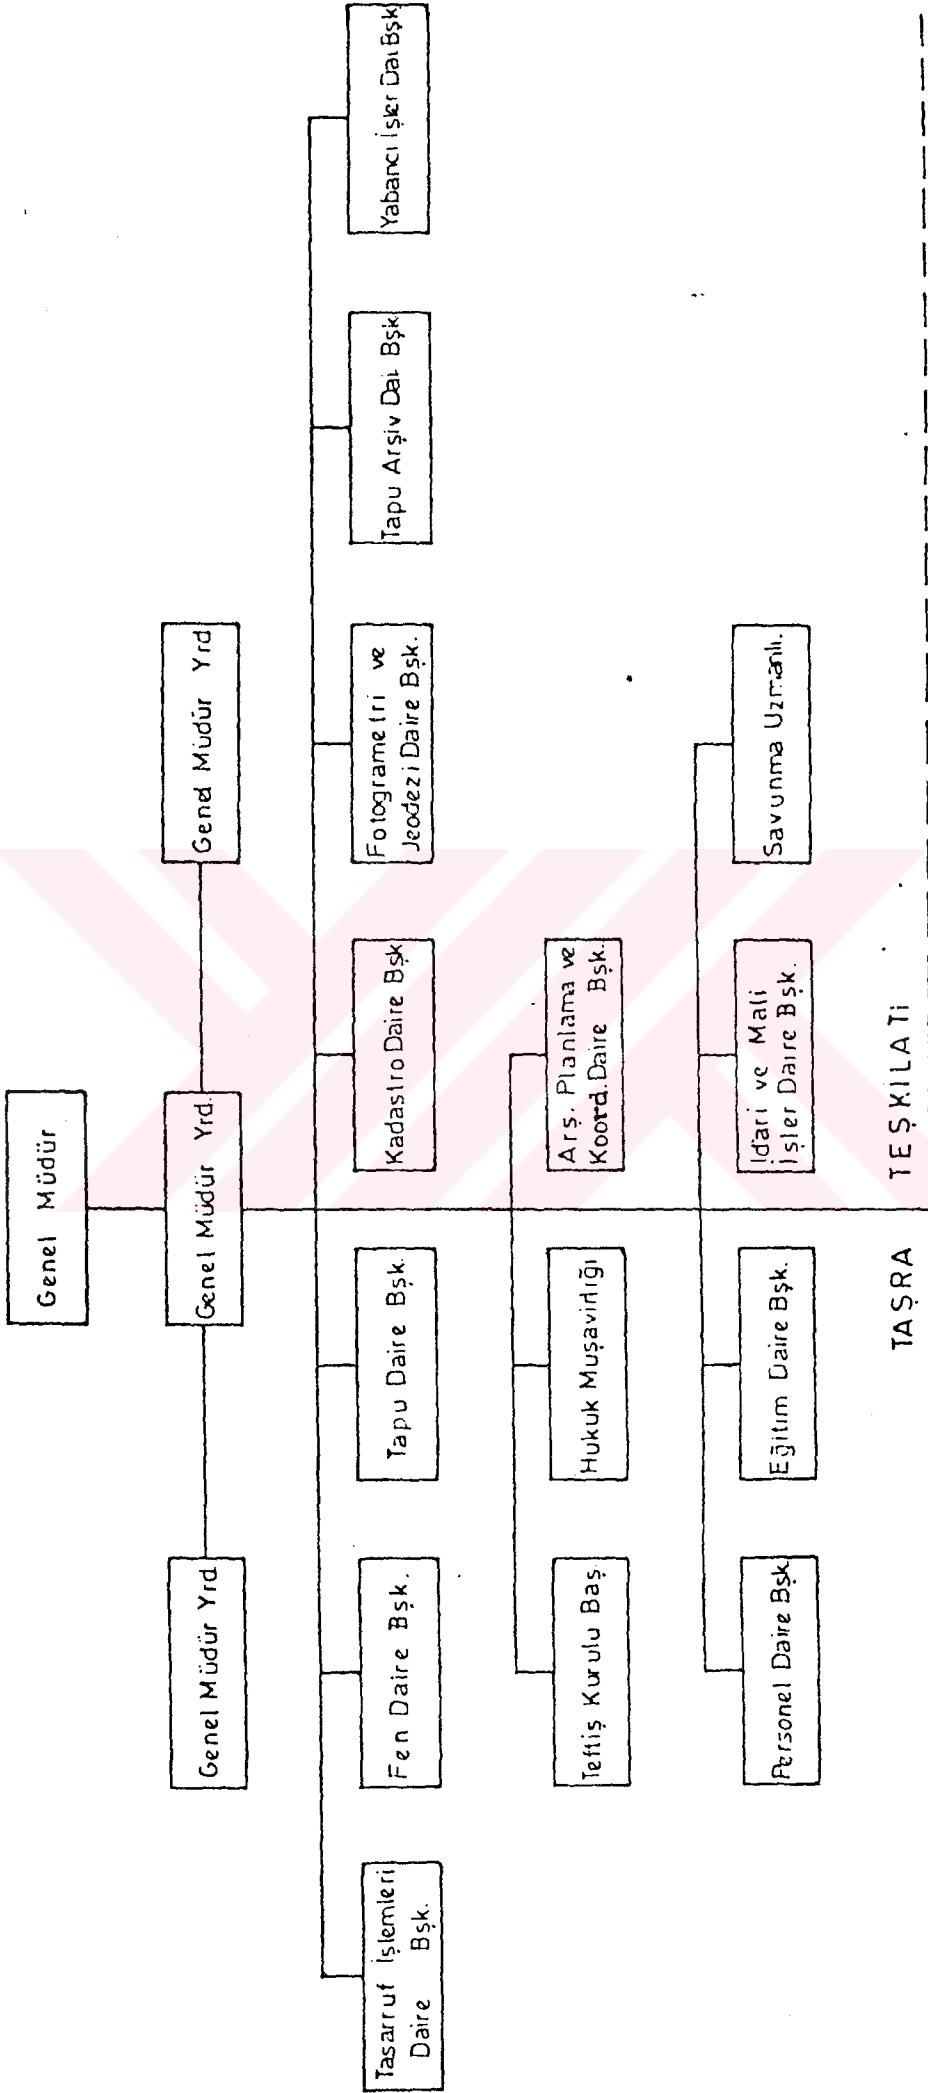 Genel Müdür
Genel Müdür Yrd
Genel Müdür Yrd.
Genel Müdür Yrd
Tasarruf İşlemleri
Daire Bşk.
Fen Daire Bşk.
Tapu Daire Bşk.
Kadastro Daire Bşk
Fotogrametri ve
Jeodezi Daire Bşk.
Tapu Arşiv Dai. Bşk
Yabancı İşler Dai Bşk
Teftiş Kurulu Baş.
Hukuk Muşavirliği
Arş. Planlama ve
Koord. Daire Bşk.
Personel Daire Bşk
Eğitim Daire Bşk.
İdari ve Mali
İşler Daire Bşk.
Savunma Uzmanlı.
TAŞRA TEŞKİLATI